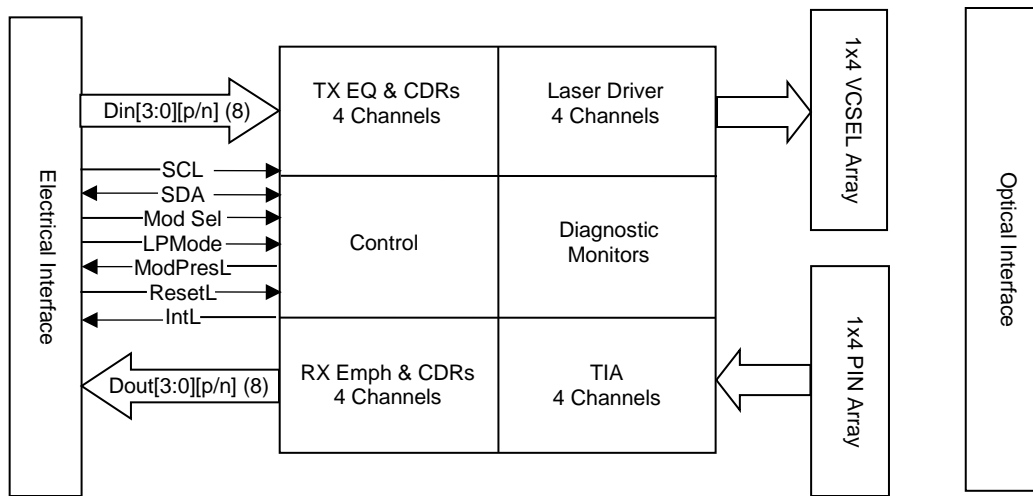 Electrical Interface
Din[3:0][p/n] (8)
SCL
SDA
Mod Sel
LPMode
ModPresL
ResetL
IntL
Dout[3:0][p/n] (8)
TX EQ & CDRs
4 Channels
Laser Driver
4 Channels
Control
Diagnostic
Monitors
RX Emph & CDRs
4 Channels
TIA
4 Channels
1x4 VCSEL Array
1x4 PIN Array
Optical Interface